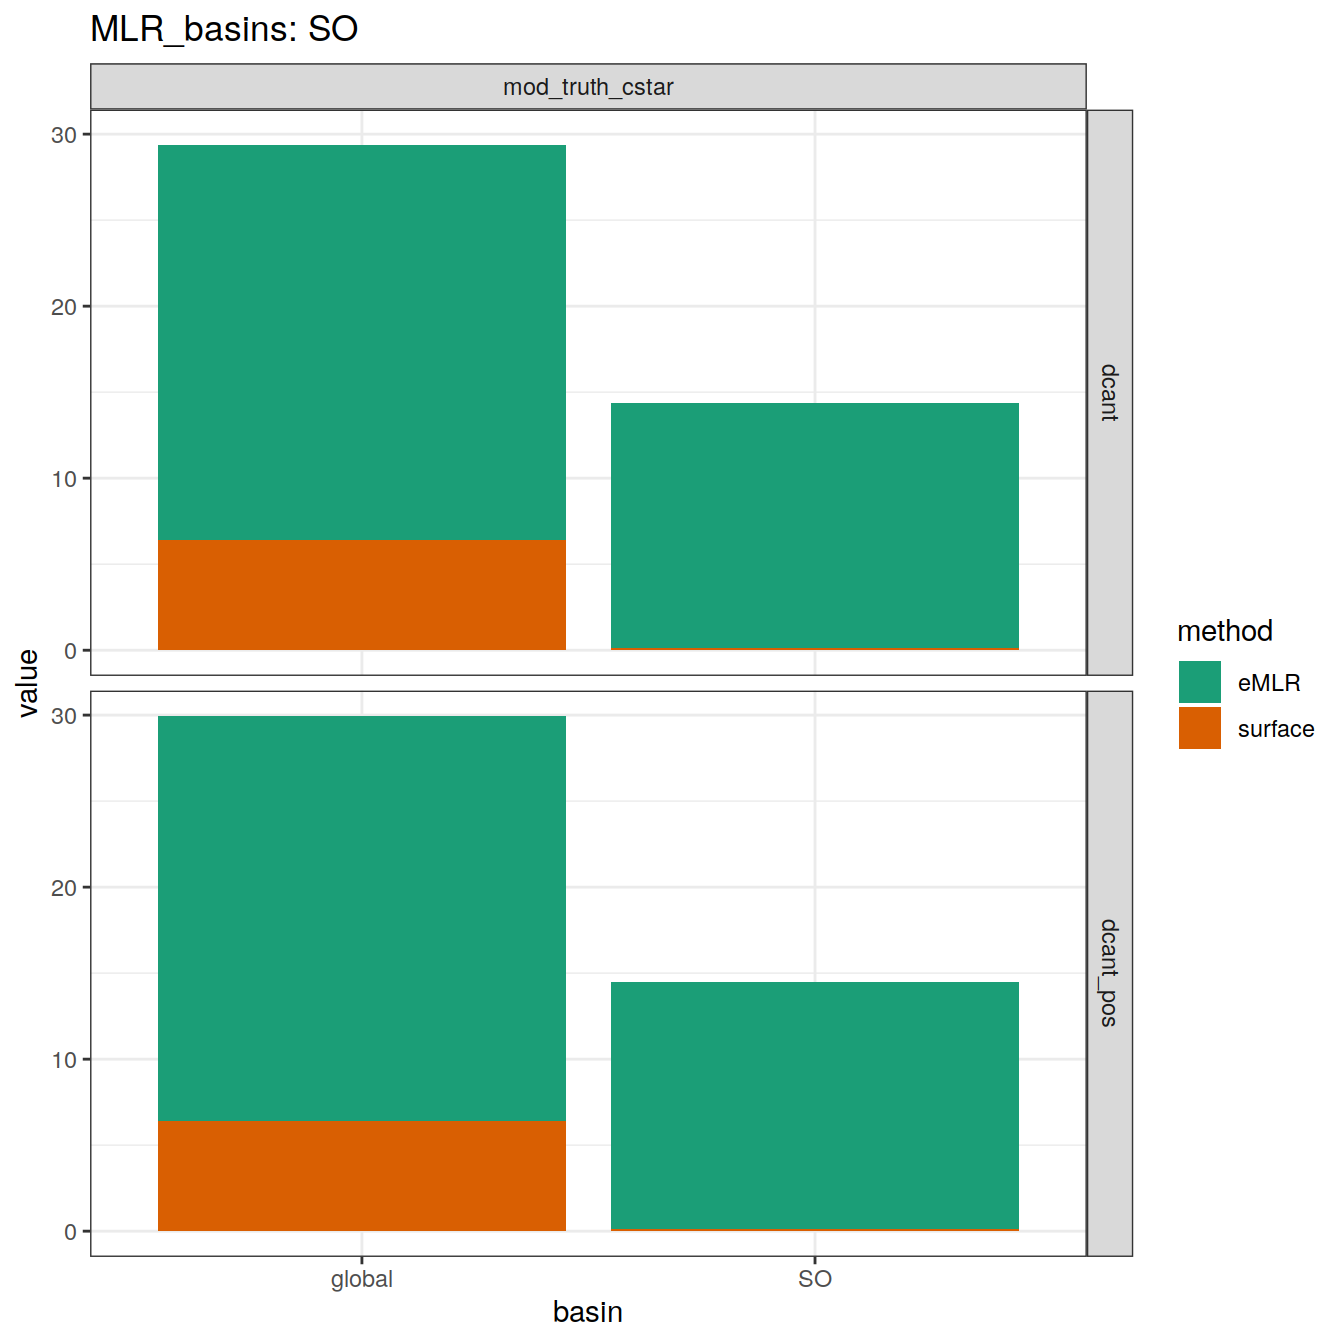 MLR_basins: SO
mod_truth_cstar
30
20
10
0
dcant
30
20
10
0
dcant_pos
value
global
SO
basin
method
eMLR
surface